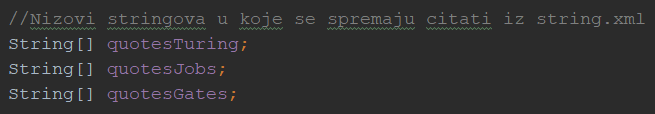 //Nizovi stringova u koje se spremaju citati iz string.xml
String[] quotesTuring;
String[] quotesJobs;
String[] quotesGates;